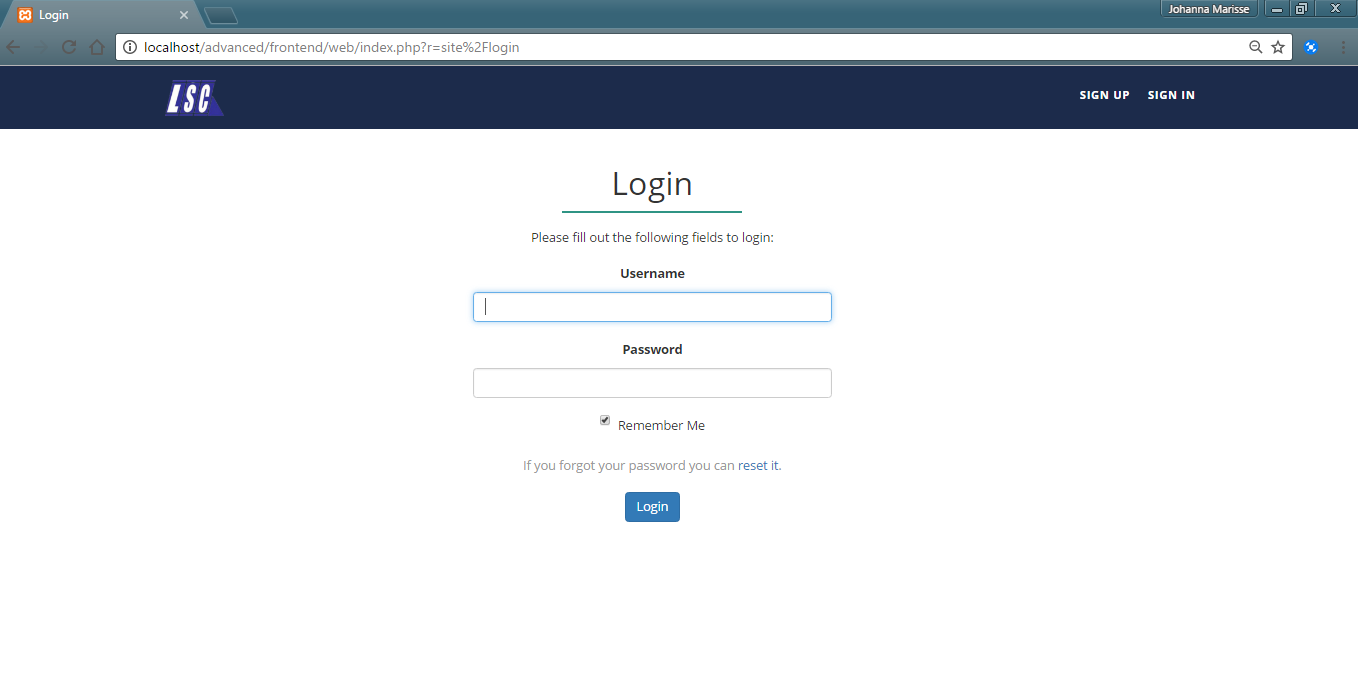 Login
Johanna Marisse
localhost/advanced/frontend/web/index.php?r=site%2Flogin
LSC
SIGN UP SIGN IN
Login
Please fill out the following fields to login:
Username
Password
Remember Me
If you forgot your password you can reset it.
Login